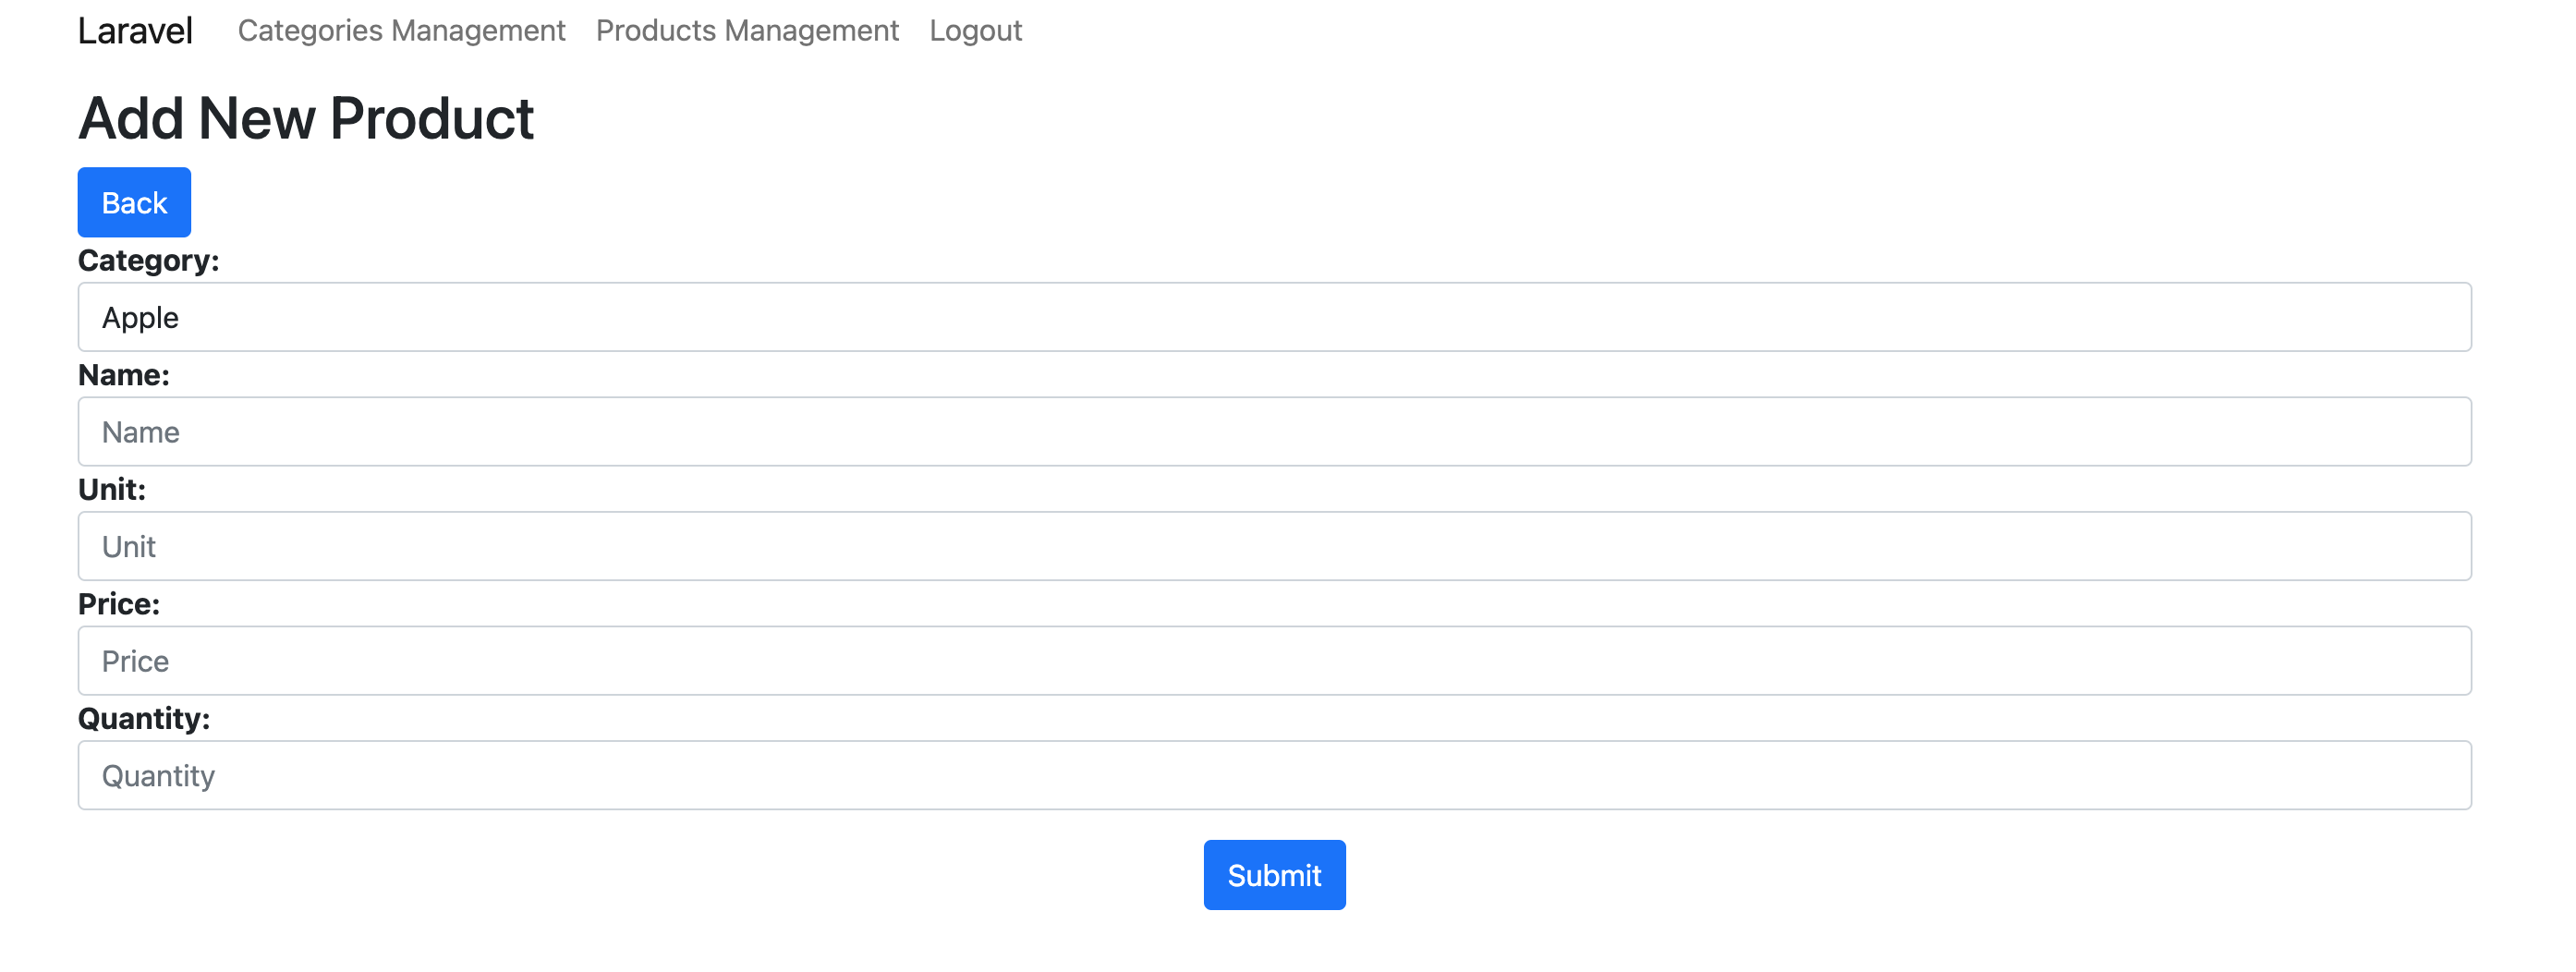 Laravel Categories Management Products Management Logout
Add New Product
Back
Category:
Apple
Name:
Name
Unit:
Unit
Price:
Price
Quantity:
Quantity
Submit